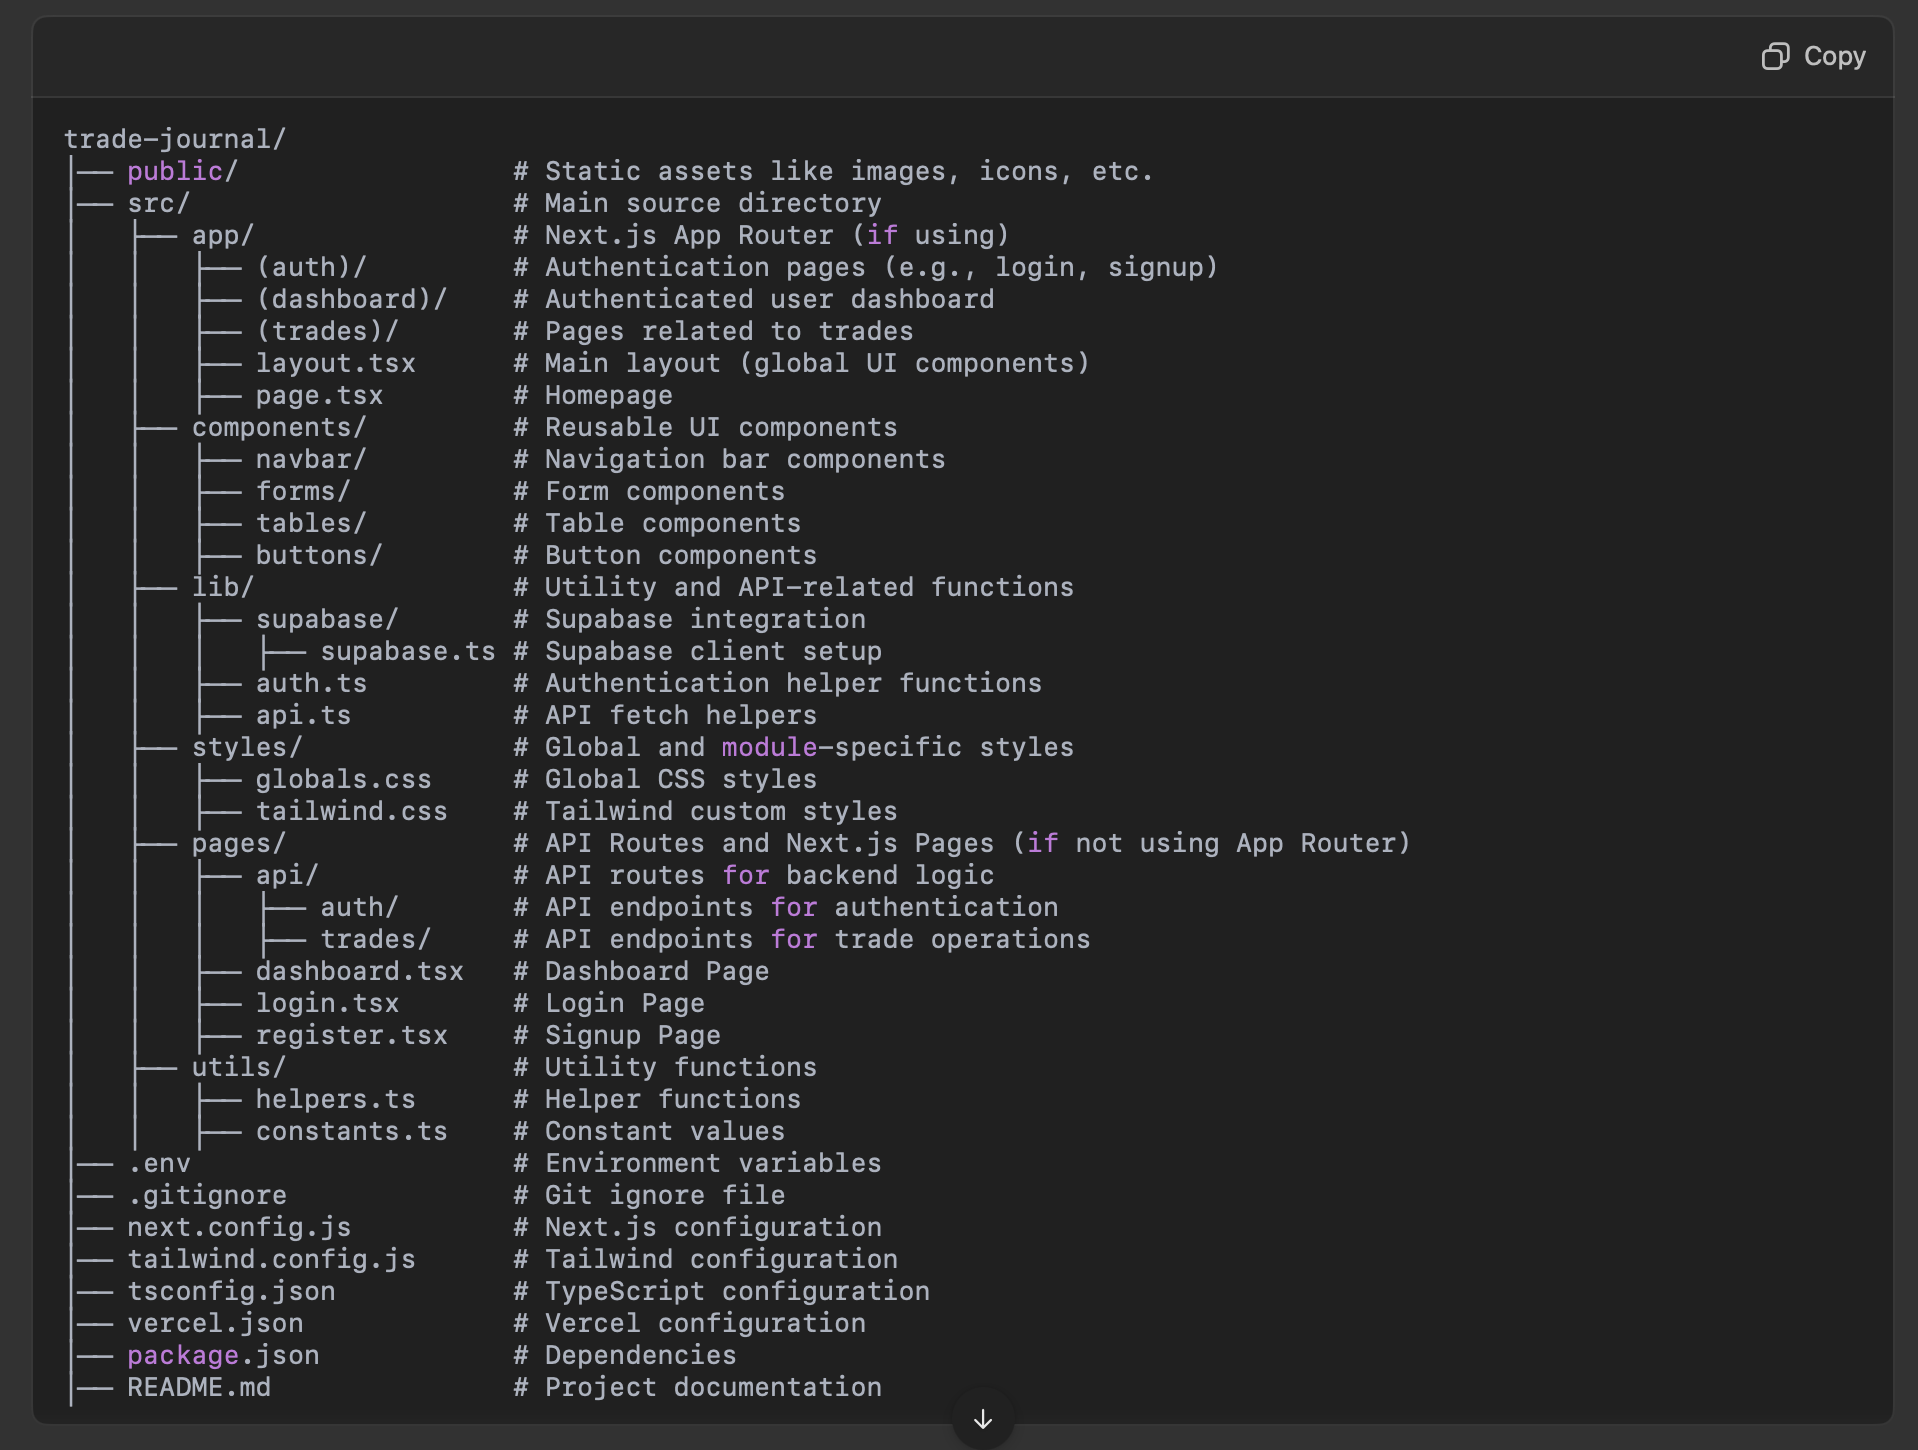 Copy
trade-journal/
├── public/                 # Static assets like images, icons, etc.
├── src/                    # Main source directory
│   ├── app/                # Next.js App Router (if using)
│   │   ├── (auth)/         # Authentication pages (e.g., login, signup)
│   │   ├── (dashboard)/    # Authenticated user dashboard
│   │   ├── (trades)/       # Pages related to trades
│   │   ├── layout.tsx      # Main layout (global UI components)
│   │   ├── page.tsx        # Homepage
│   ├── components/         # Reusable UI components
│   │   ├── navbar/         # Navigation bar components
│   │   ├── forms/          # Form components
│   │   ├── tables/         # Table components
│   │   ├── buttons/        # Button components
│   ├── lib/                # Utility and API-related functions
│   │   ├── supabase/       # Supabase integration
│   │   │   ├── supabase.ts # Supabase client setup
│   │   ├── auth.ts         # Authentication helper functions
│   │   ├── api.ts          # API fetch helpers
│   ├── styles/             # Global and module-specific styles
│   │   ├── globals.css     # Global CSS styles
│   │   ├── tailwind.css    # Tailwind custom styles
│   ├── pages/              # API Routes and Next.js Pages (if not using App Router)
│   │   ├── api/            # API routes for backend logic
│   │   │   ├── auth/       # API endpoints for authentication
│   │   │   ├── trades/     # API endpoints for trade operations
│   │   ├── dashboard.tsx   # Dashboard Page
│   │   ├── login.tsx       # Login Page
│   │   ├── register.tsx    # Signup Page
│   ├── utils/              # Utility functions
│   │   ├── helpers.ts      # Helper functions
│   │   ├── constants.ts    # Constant values
├── .env                    # Environment variables
├── .gitignore              # Git ignore file
├── next.config.js          # Next.js configuration
├── tailwind.config.js      # Tailwind configuration
├── tsconfig.json           # TypeScript configuration
├── vercel.json             # Vercel configuration
├── package.json            # Dependencies
├── README.md               # Project documentation